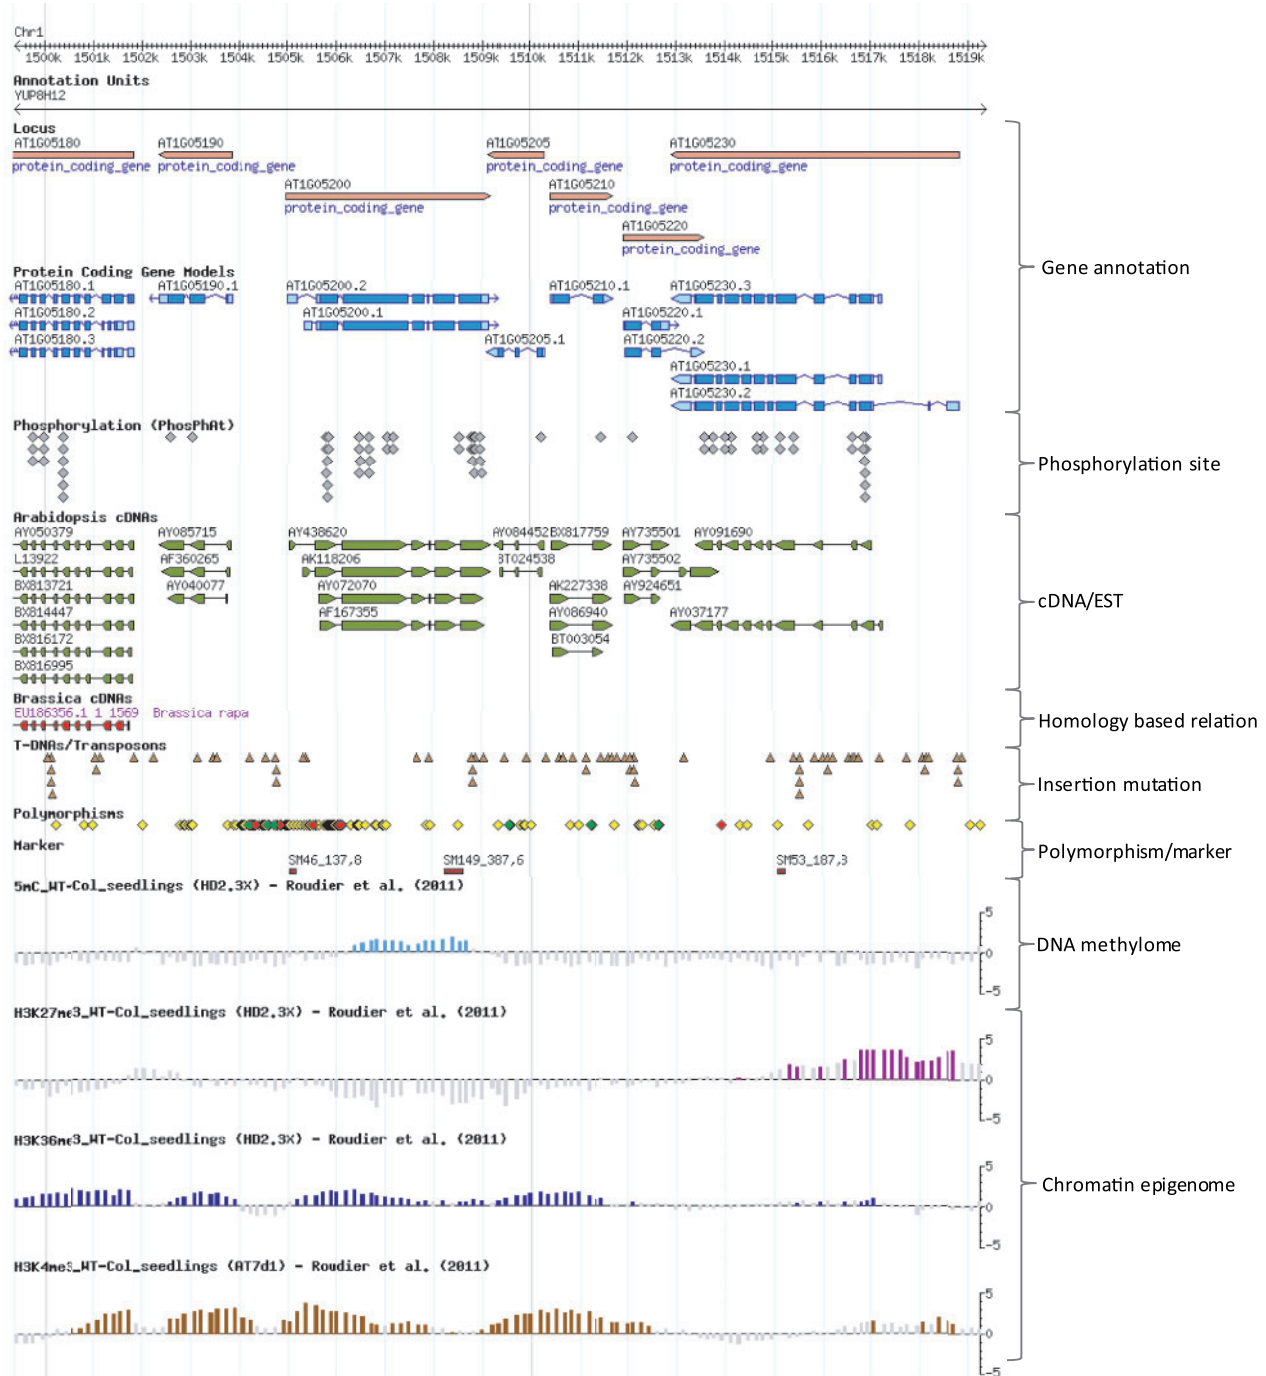 Chr1
1500k 1501k 1502k 1503k 1504k 1505k 1506k 1507k 1508k 1509k 1510k 1511k 1512k 1513k 1514k 1515k 1516k 1517k 1518k 1519k
Annotation Units
YUP8H12
Locus
AT1G05180 AT1G05190 AT1G05205 AT1G05230
protein_coding_gene protein_coding_gene protein_coding_gene protein_coding_gene
AT1G05200 AT1G05210
protein_coding_gene protein_coding_gene
AT1G05220
protein_coding_gene
Gene annotation
Protein Coding Gene Models
AT1G05180.1 AT1G05190.1 AT1G05200.2 AT1G05210.1 AT1G05230.3
AT1G05180.2 AT1G05200.1 AT1G05220.1
AT1G05180.3 AT1G05205.1 AT1G05220.2
AT1G05230.1
AT1G05230.2
Phosphorylation (PhosPhAt)
Phosphorylation site
Arabidopsis cDNAs
AY050379 AY085715 AY438620 AY084452 BX817759 AY735501 AY091690
L13922 AF360265 AK118206 BT024538 AY735502
BX813721 AY040077 AY072070 AK227338 AY924651
BX814447 AF167355 AY086940 AY037177
BX816172 BT003054
BX816995
cDNA/EST
Brassica cDNAs
EU186356.1 1 1569 Brassica rapa
Homology based relation
T-DNAs/Transposons
Insertion mutation
Polymorphisms
Marker
SM46_137,8 SM149_387,6 SM53_187,3
Polymorphism/marker
5mC_WT-Col_seedlings (HD2.3X) - Roudier et al. (2011)
5
0
-5
DNA methylome
H3K27me3_WT-Col_seedlings (HD2.3X) - Roudier et al. (2011)
5
0
-5
H3K36me3_WT-Col_seedlings (HD2.3X) - Roudier et al. (2011)
5
0
-5
Chromatin epigenome
H3K4me3_WT-Col_seedlings (AT7d1) - Roudier et al. (2011)
5
0
-5